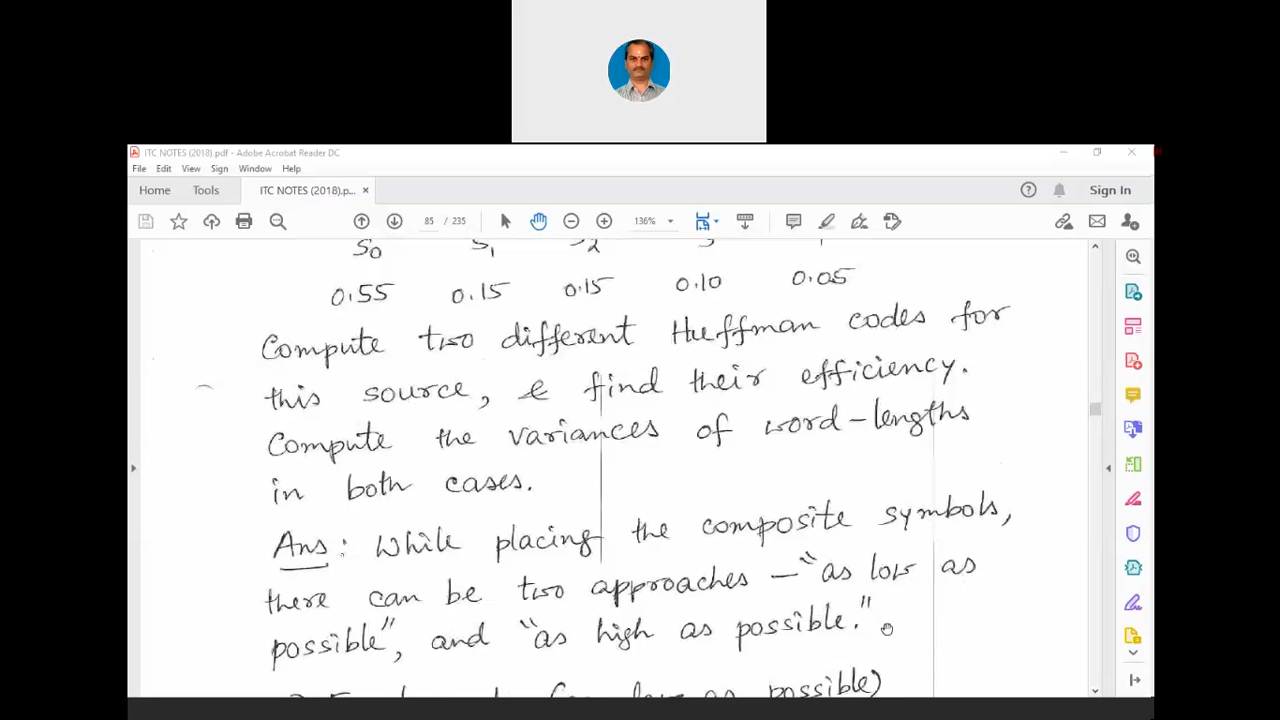 ITC NOTES (2018).pdf - Adobe Acrobat Reader DC
File Edit View Sign Window Help
Home Tools ITC NOTES (2018).p... × Sign In
85 / 235 136%
S0 S1 S2
0.55 0.15 0.15 0.10 0.05
Compute two different Huffman codes for
this source, & find their efficiency.
Compute the variances of word-lengths
in both cases.
Ans: While placing the composite symbols,
there can be two approaches — "as low as
possible", and "as high as possible."
low as possible)